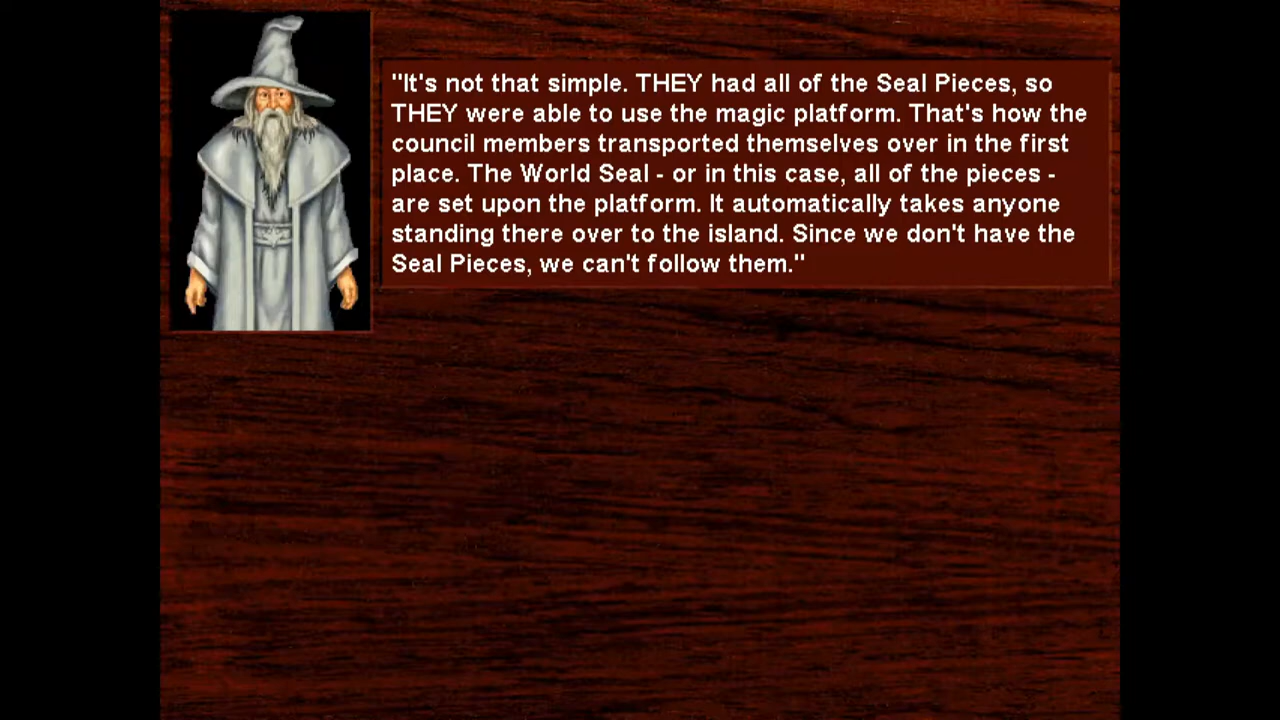 "It's not that simple. THEY had all of the Seal Pieces, so
THEY were able to use the magic platform. That's how the
council members transported themselves over in the first
place. The World Seal - or in this case, all of the pieces -
are set upon the platform. It automatically takes anyone
standing there over to the island. Since we don't have the
Seal Pieces, we can't follow them."